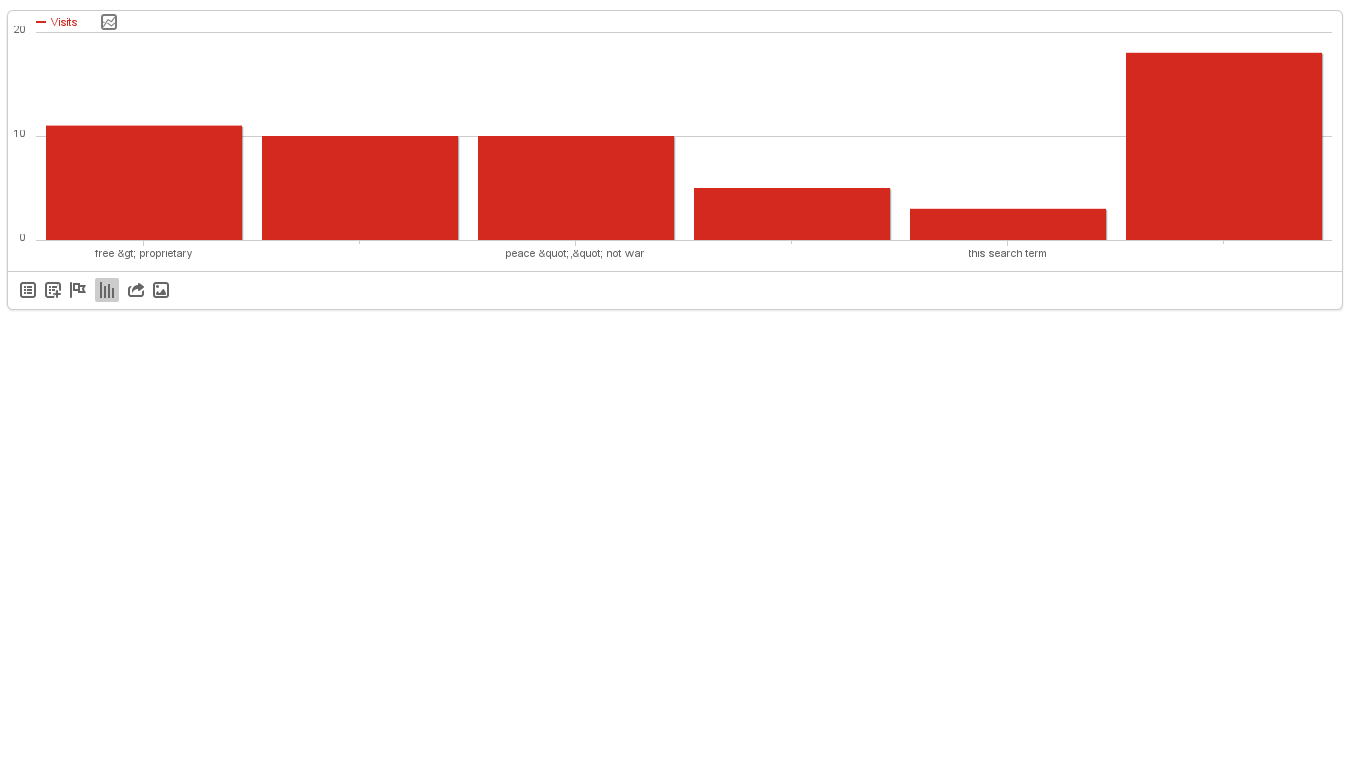 Visits
20
10
0
free &gt; proprietary
peace &quot;,&quot; not war
this search term